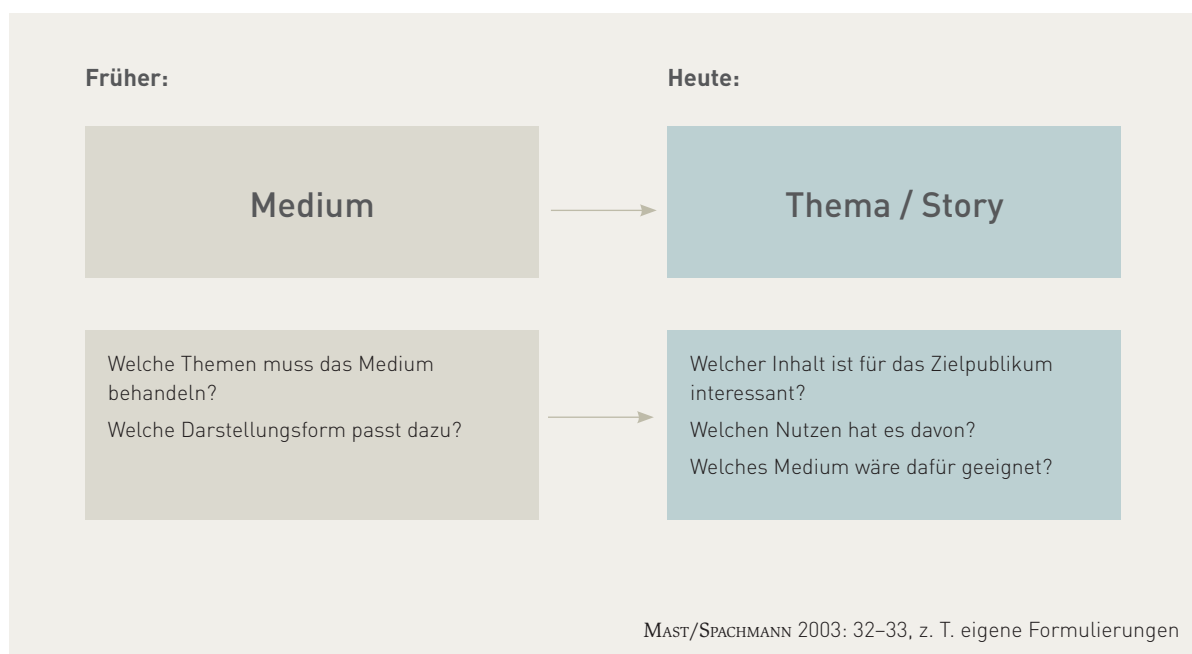 Früher:
Heute:
Medium
Thema / Story
Welche Themen muss das Medium
behandeln?
Welche Darstellungsform passt dazu?
Welcher Inhalt ist für das Zielpublikum
interessant?
Welchen Nutzen hat es davon?
Welches Medium wäre dafür geeignet?
Mast/Spachmann 2003: 32–33, z. T. eigene Formulierungen